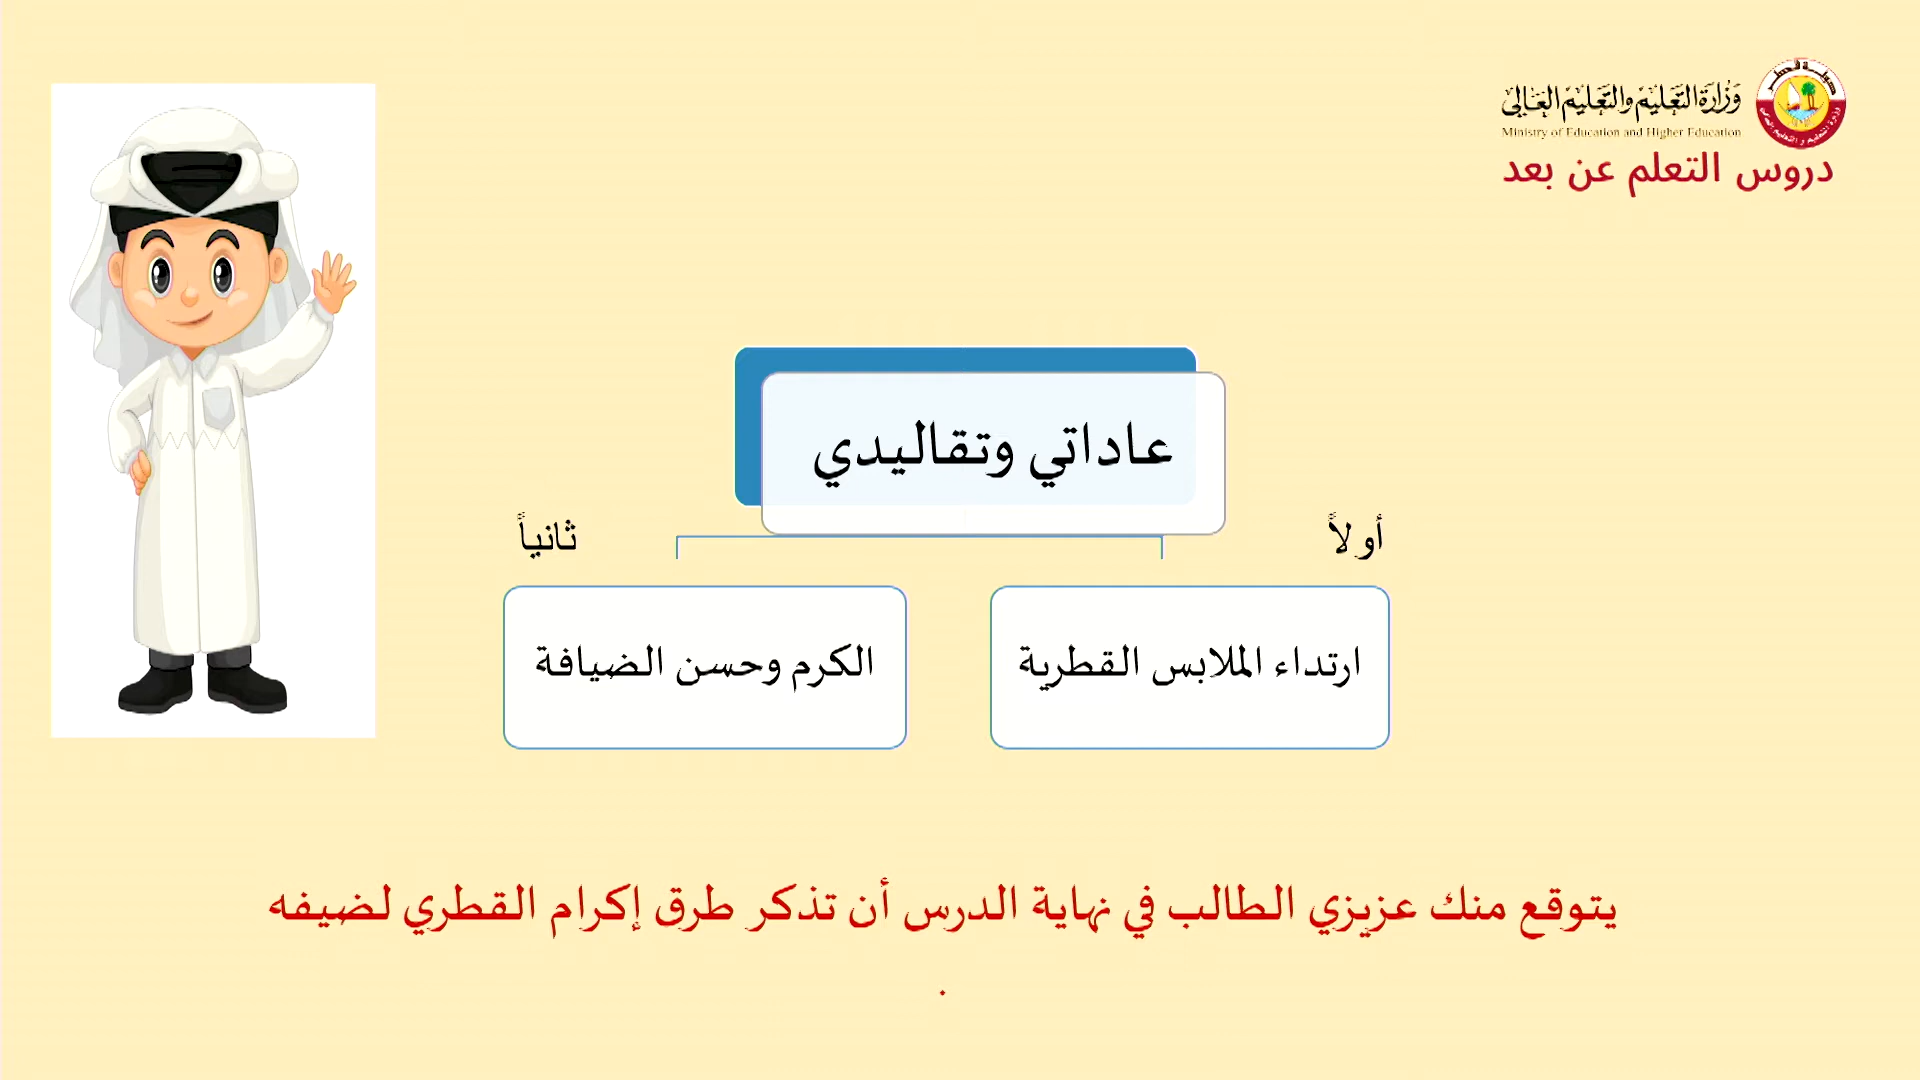 وزارة التعليم والتعليم العالي
Ministry of Education and Higher Education
دروس التعلم عن بعد
عاداتي وتقاليدي
أولاً
ثانياً
ارتداء الملابس القطرية
الكرم وحسن الضيافة
يتوقع منك عزيزي الطالب في نهاية الدرس أن تذكر طرق إكرام القطري لضيفه
.